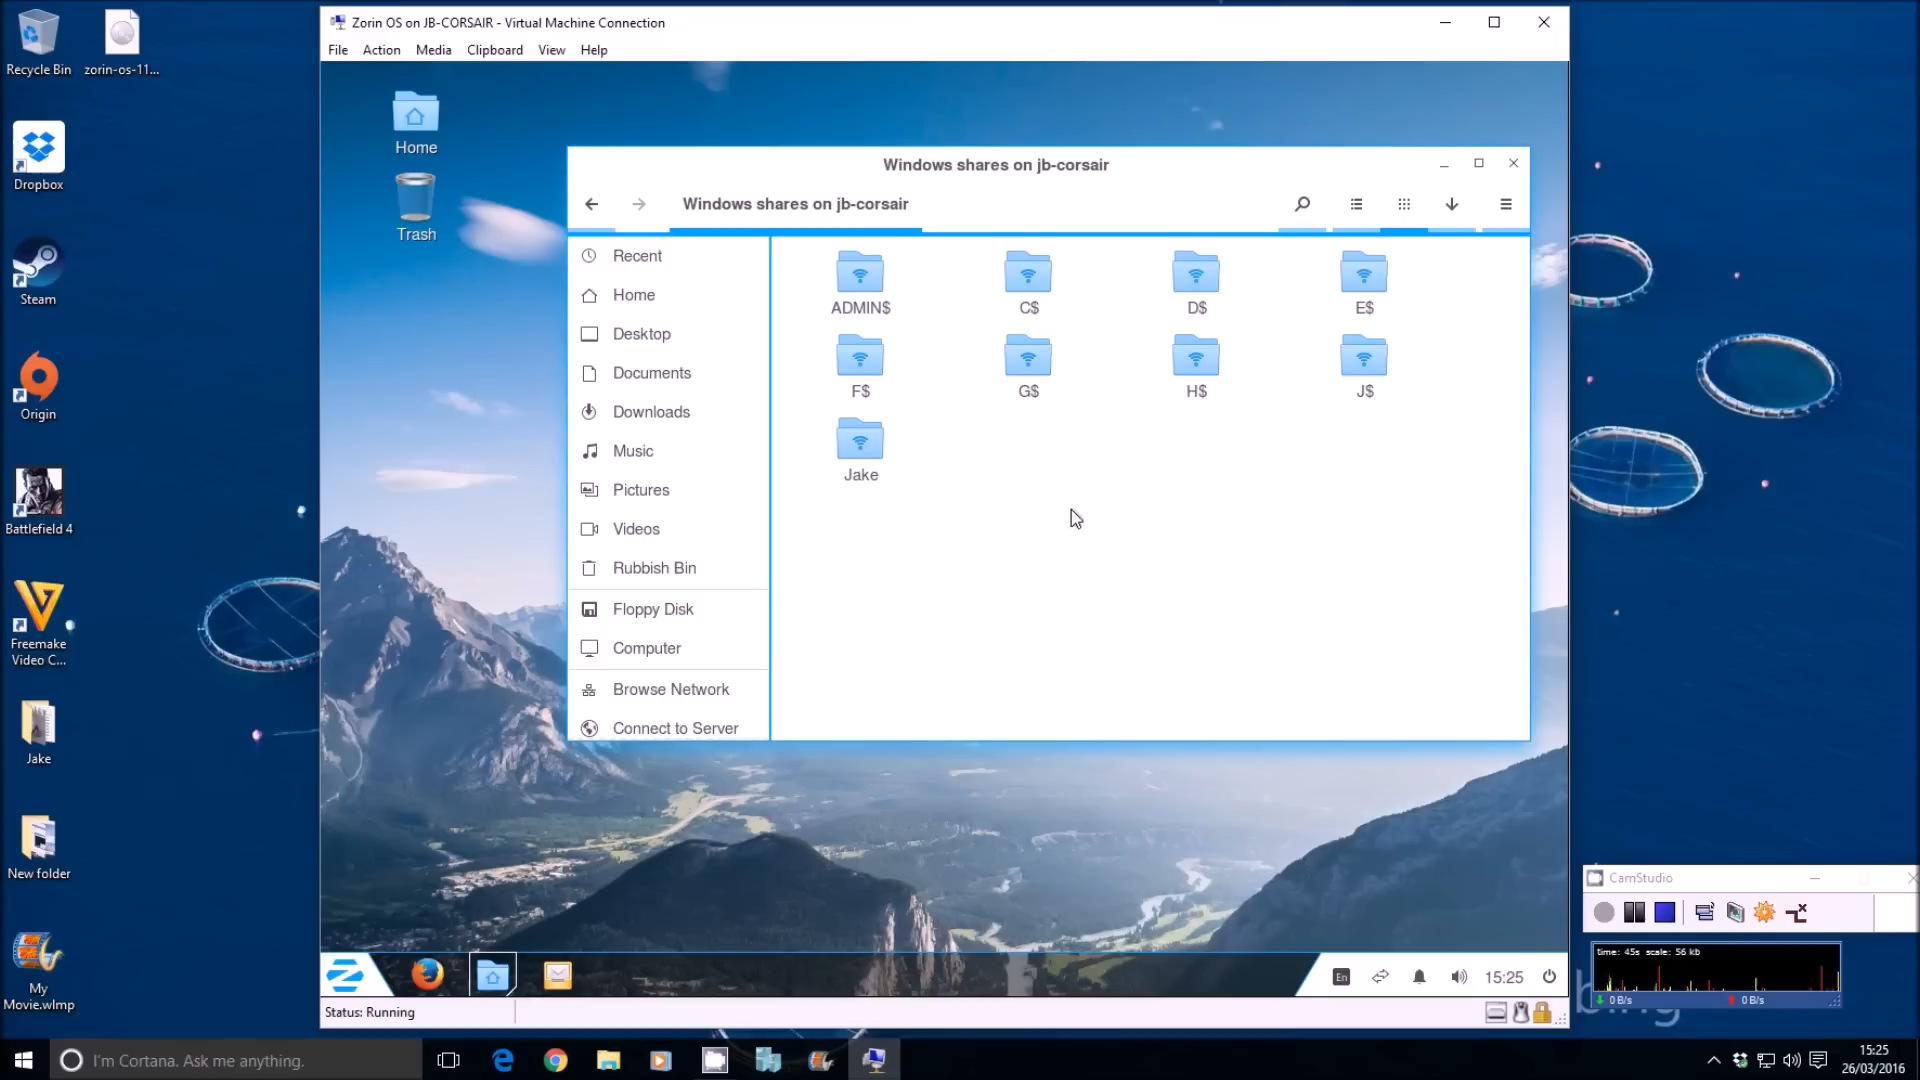 Recycle Bin
zorin-os-11...
Dropbox
Steam
Origin
Battlefield 4
Freemake
Video C...
Jake
New folder
My
Movie.wlmp
Zorin OS on JB-CORSAIR - Virtual Machine Connection
File Action Media Clipboard View Help
Home
Trash
Windows shares on jb-corsair
Windows shares on jb-corsair
Recent
Home
Desktop
Documents
Downloads
Music
Pictures
Videos
Rubbish Bin
Floppy Disk
Computer
Browse Network
Connect to Server
ADMIN$ C$ D$ E$
F$ G$ H$ J$
Jake
En 15:25
Status: Running
CamStudio
time: 45s scale: 56 kb
0 B/s 0 B/s
bing
I'm Cortana. Ask me anything.
15:25
26/03/2016